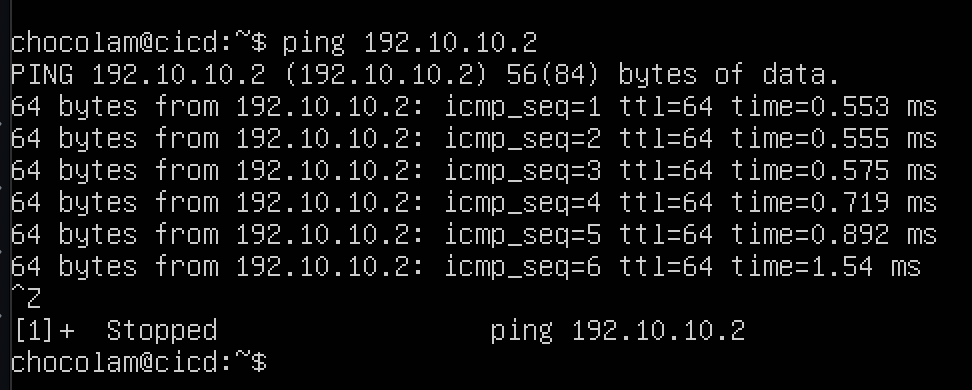 chocolam@cicd:~$ ping 192.10.10.2
PING 192.10.10.2 (192.10.10.2) 56(84) bytes of data.
64 bytes from 192.10.10.2: icmp_seq=1 ttl=64 time=0.553 ms
64 bytes from 192.10.10.2: icmp_seq=2 ttl=64 time=0.555 ms
64 bytes from 192.10.10.2: icmp_seq=3 ttl=64 time=0.575 ms
64 bytes from 192.10.10.2: icmp_seq=4 ttl=64 time=0.719 ms
64 bytes from 192.10.10.2: icmp_seq=5 ttl=64 time=0.892 ms
64 bytes from 192.10.10.2: icmp_seq=6 ttl=64 time=1.54 ms
^Z
[1]+  Stopped                 ping 192.10.10.2
chocolam@cicd:~$